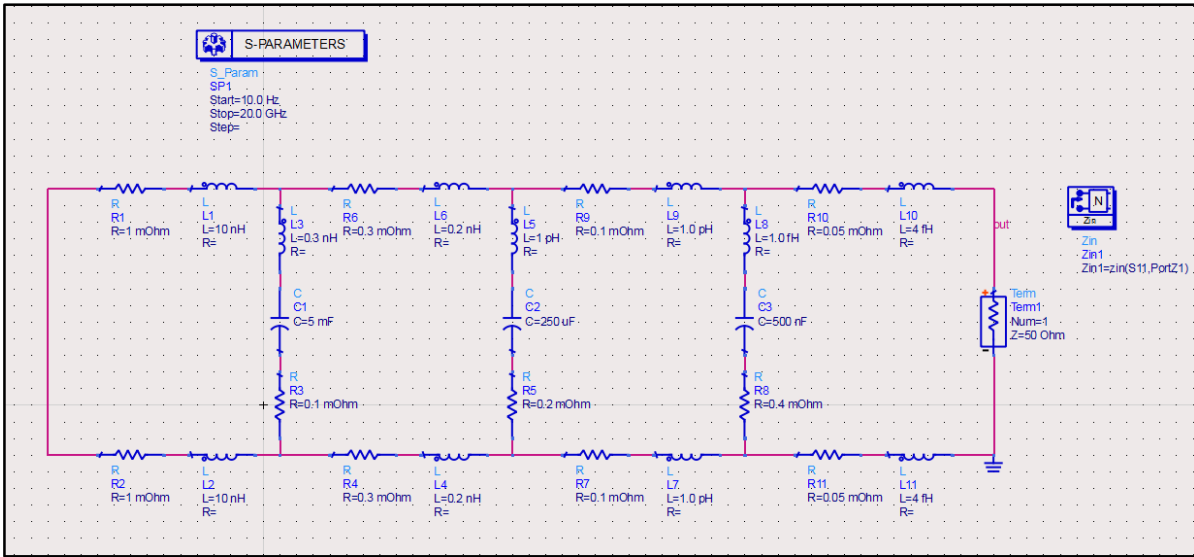 S-PARAMETERS
S_Param
SP1
Start=10.0 Hz
Stop=20.0 GHz
Step=
R
R1
R=1 mOhm
L
L1
L=10 nH
R=
R
R6
R=0.3 mOhm
L
L6
L=0.2 nH
R=
R
R9
R=0.1 mOhm
L
L9
L=1.0 pH
R=
R
R10
R=0.05 mOhm
L
L10
L=4 fH
R=
L
L3
L=0.3 nH
R=
L
L5
L=1 pH
R=
L
L8
L=1.0 fH
R=
out
N
Zin
Zin
Zin1
Zin1=zin(S11,PortZ1)
C
C1
C=5 mF
C
C2
C=250 uF
C
C3
C=500 nF
+
Term
Term1
Num=1
Z=50 Ohm
-
R
R3
R=0.1 mOhm
R
R5
R=0.2 mOhm
R
R8
R=0.4 mOhm
R
R2
R=1 mOhm
L
L2
L=10 nH
R=
R
R4
R=0.3 mOhm
L
L4
L=0.2 nH
R=
R
R7
R=0.1 mOhm
L
L7
L=1.0 pH
R=
R
R11
R=0.05 mOhm
L
L11
L=4 fH
R=